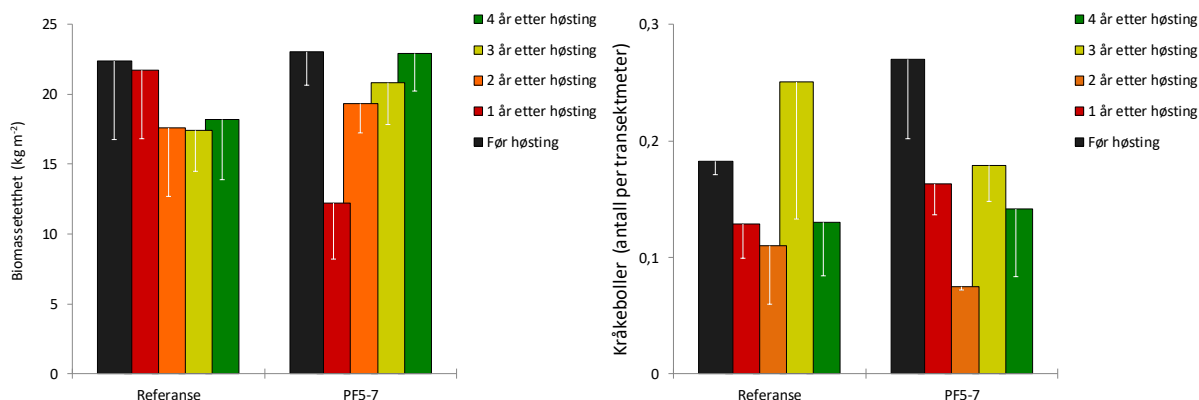 Biomassetetthet (kg m⁻²)
25
20
15
10
5
0
Referanse
PF5-7
4 år etter høsting
3 år etter høsting
2 år etter høsting
1 år etter høsting
Før høsting
Kråkeboller (antall per transektmeter)
0,3
0,2
0,1
0
Referanse
PF5-7
4 år etter høsting
3 år etter høsting
2 år etter høsting
1 år etter høsting
Før høsting